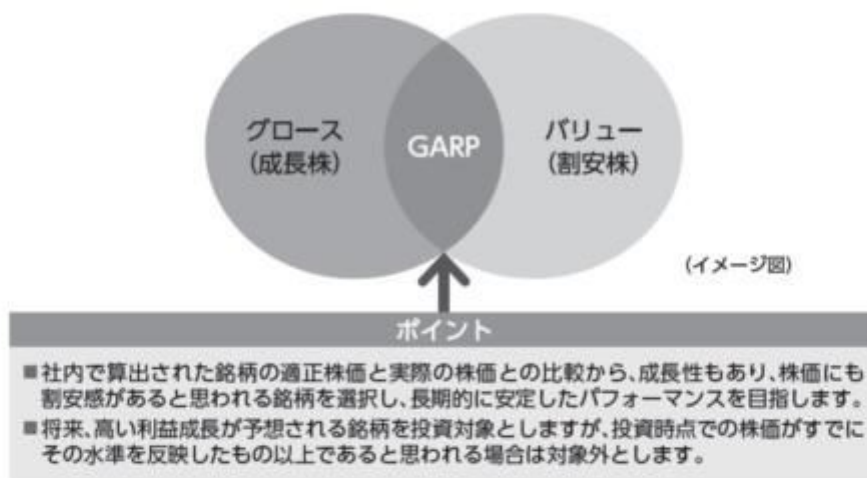 グロース
(成長株)
GARP
バリュー
(割安株)
(イメージ図)
ポイント
■社内で算出された銘柄の適正株価と実際の株価との比較から、成長性もあり、株価にも
割安感があると思われる銘柄を選択し、長期的に安定したパフォーマンスを目指します。
■将来、高い利益成長が予想される銘柄を投資対象としますが、投資時点での株価がすでに
その水準を反映したもの以上であると思われる場合は対象外とします。